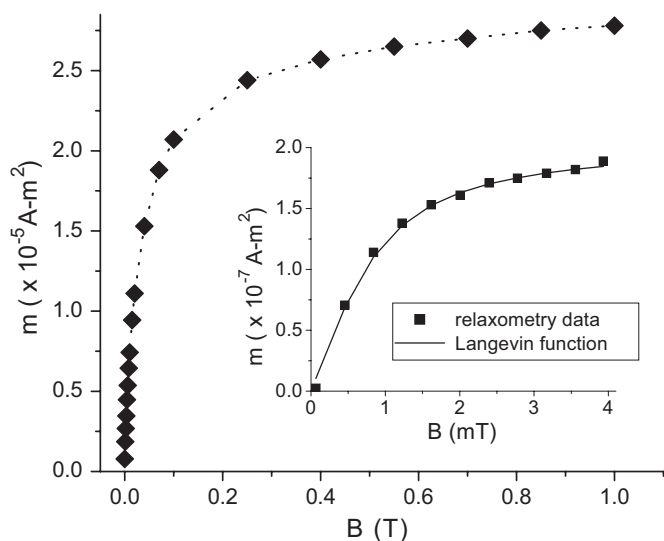 2.5
2.0
1.5
1.0
0.5
0.0
m ( x 10⁻⁵ A-m²)
0.0 0.2 0.4 0.6 0.8 1.0
B (T)
2.0
1.5
1.0
0.5
0.0
m ( x 10⁻⁷ A-m²)
relaxometry data
Langevin function
0 1 2 3 4
B (mT)